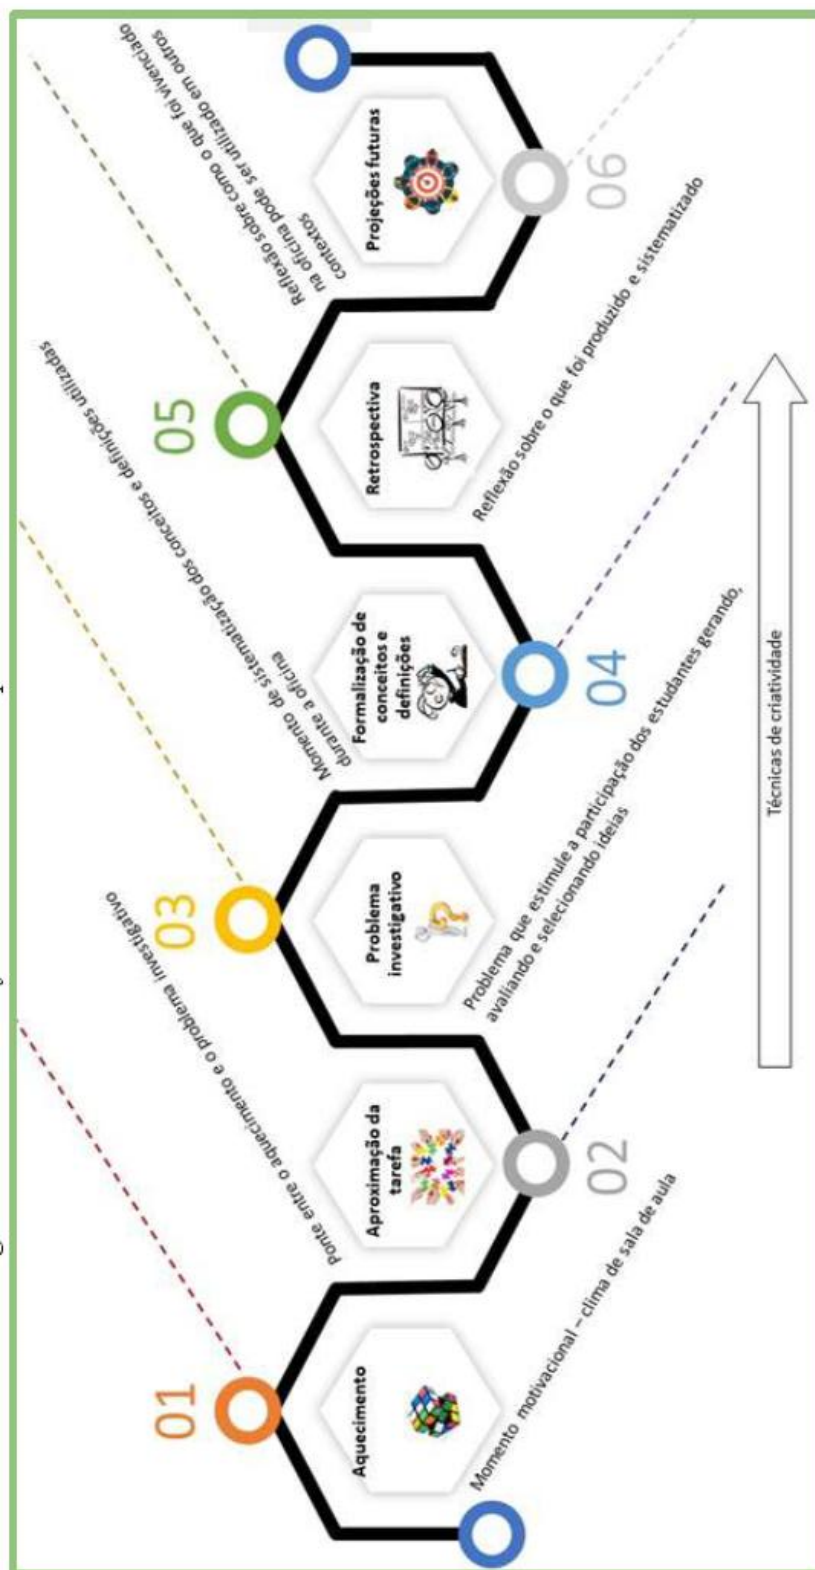 01
Aquecimento
Momento motivacional – clima de sala de aula
02
Aproximação da
tarefa
Ponte entre o aquecimento e o problema investigativo
03
Problema
investigativo
Problema que estimule a participação dos estudantes gerando,
avaliando e selecionando ideias
04
Formalização de
conceitos e
definições
Momento de sistematização dos conceitos e definições utilizadas
durante a oficina
05
Retrospectiva
Reflexão sobre o que foi produzido e sistematizado
06
Projeções futuras
Reflexão sobre como o que foi vivenciado
na oficina pode ser utilizado em outros
contextos
Técnicas de criatividade